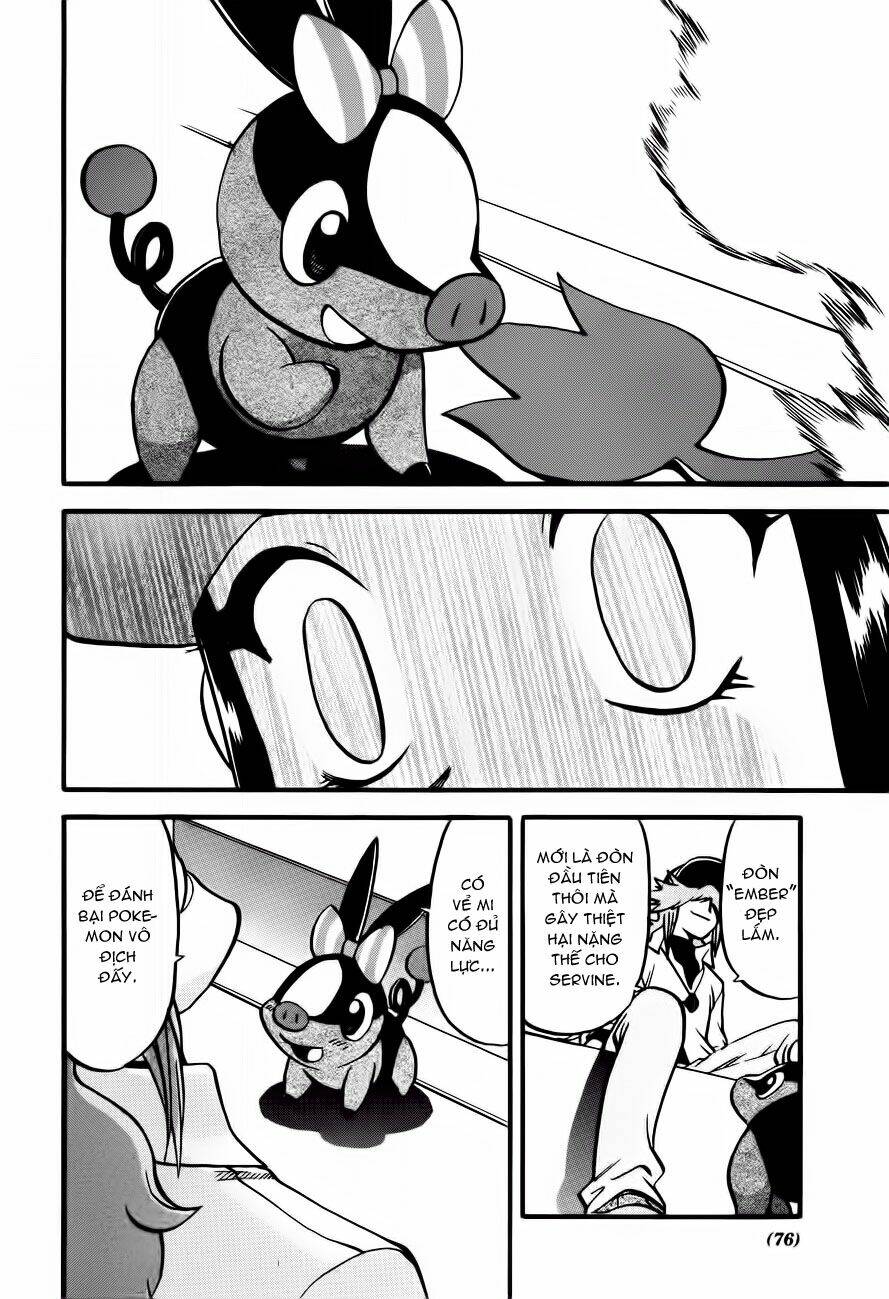 ĐÒN
"EMBER"
ĐẸP
LẮM.
MỚI LÀ ĐÒN
ĐẦU TIÊN
THÔI MÀ
GÂY THIỆT
HẠI NẶNG
THẾ CHO
SERVINE.
CÓ
VẺ MI
CÓ ĐỦ
NĂNG
LỰC...
ĐỂ ĐÁNH
BẠI POKE-
MON VÔ
ĐỊCH
ĐẤY.
(76)